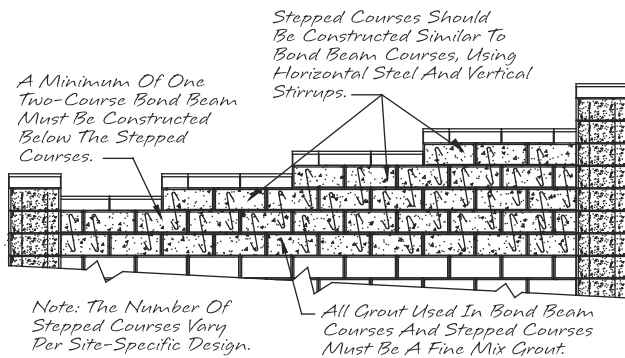 Stepped Courses Should
Be Constructed Similar To
Bond Beam Courses, Using
Horizontal Steel And Vertical
Stirrups.
A Minimum Of One
Two-Course Bond Beam
Must Be Constructed
Below The Stepped
Courses.
Note: The Number Of
Stepped Courses Vary
Per Site-Specific Design.
All Grout Used In Bond Beam
Courses And Stepped Courses
Must Be A Fine Mix Grout.